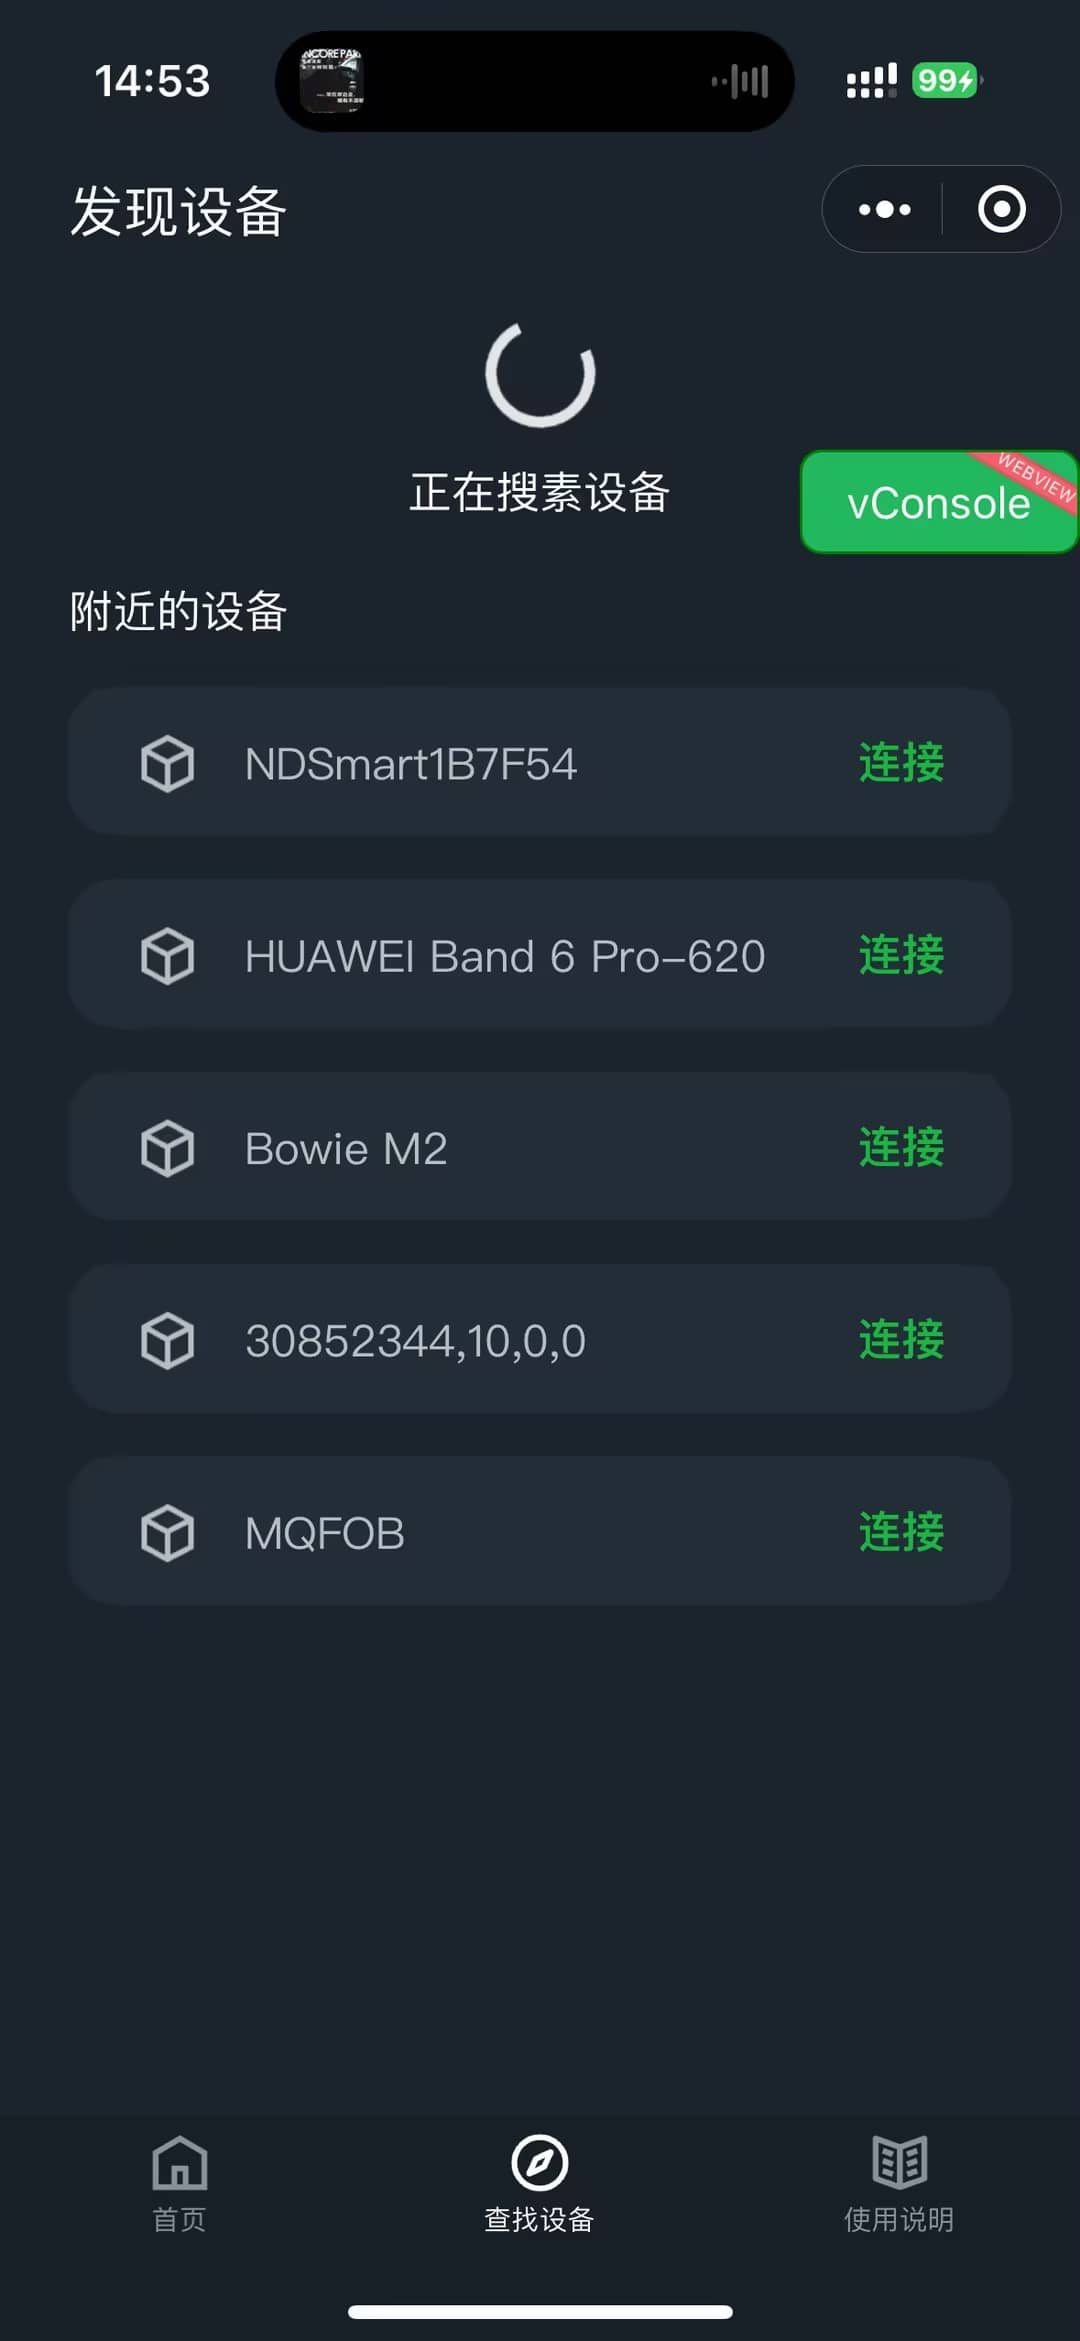 14:53
99
发现设备
正在搜素设备
WEBVIEW
vConsole
附近的设备
NDSmart1B7F54 连接
HUAWEI Band 6 Pro-620 连接
Bowie M2 连接
30852344,10,0,0 连接
MQFOB 连接
首页 查找设备 使用说明